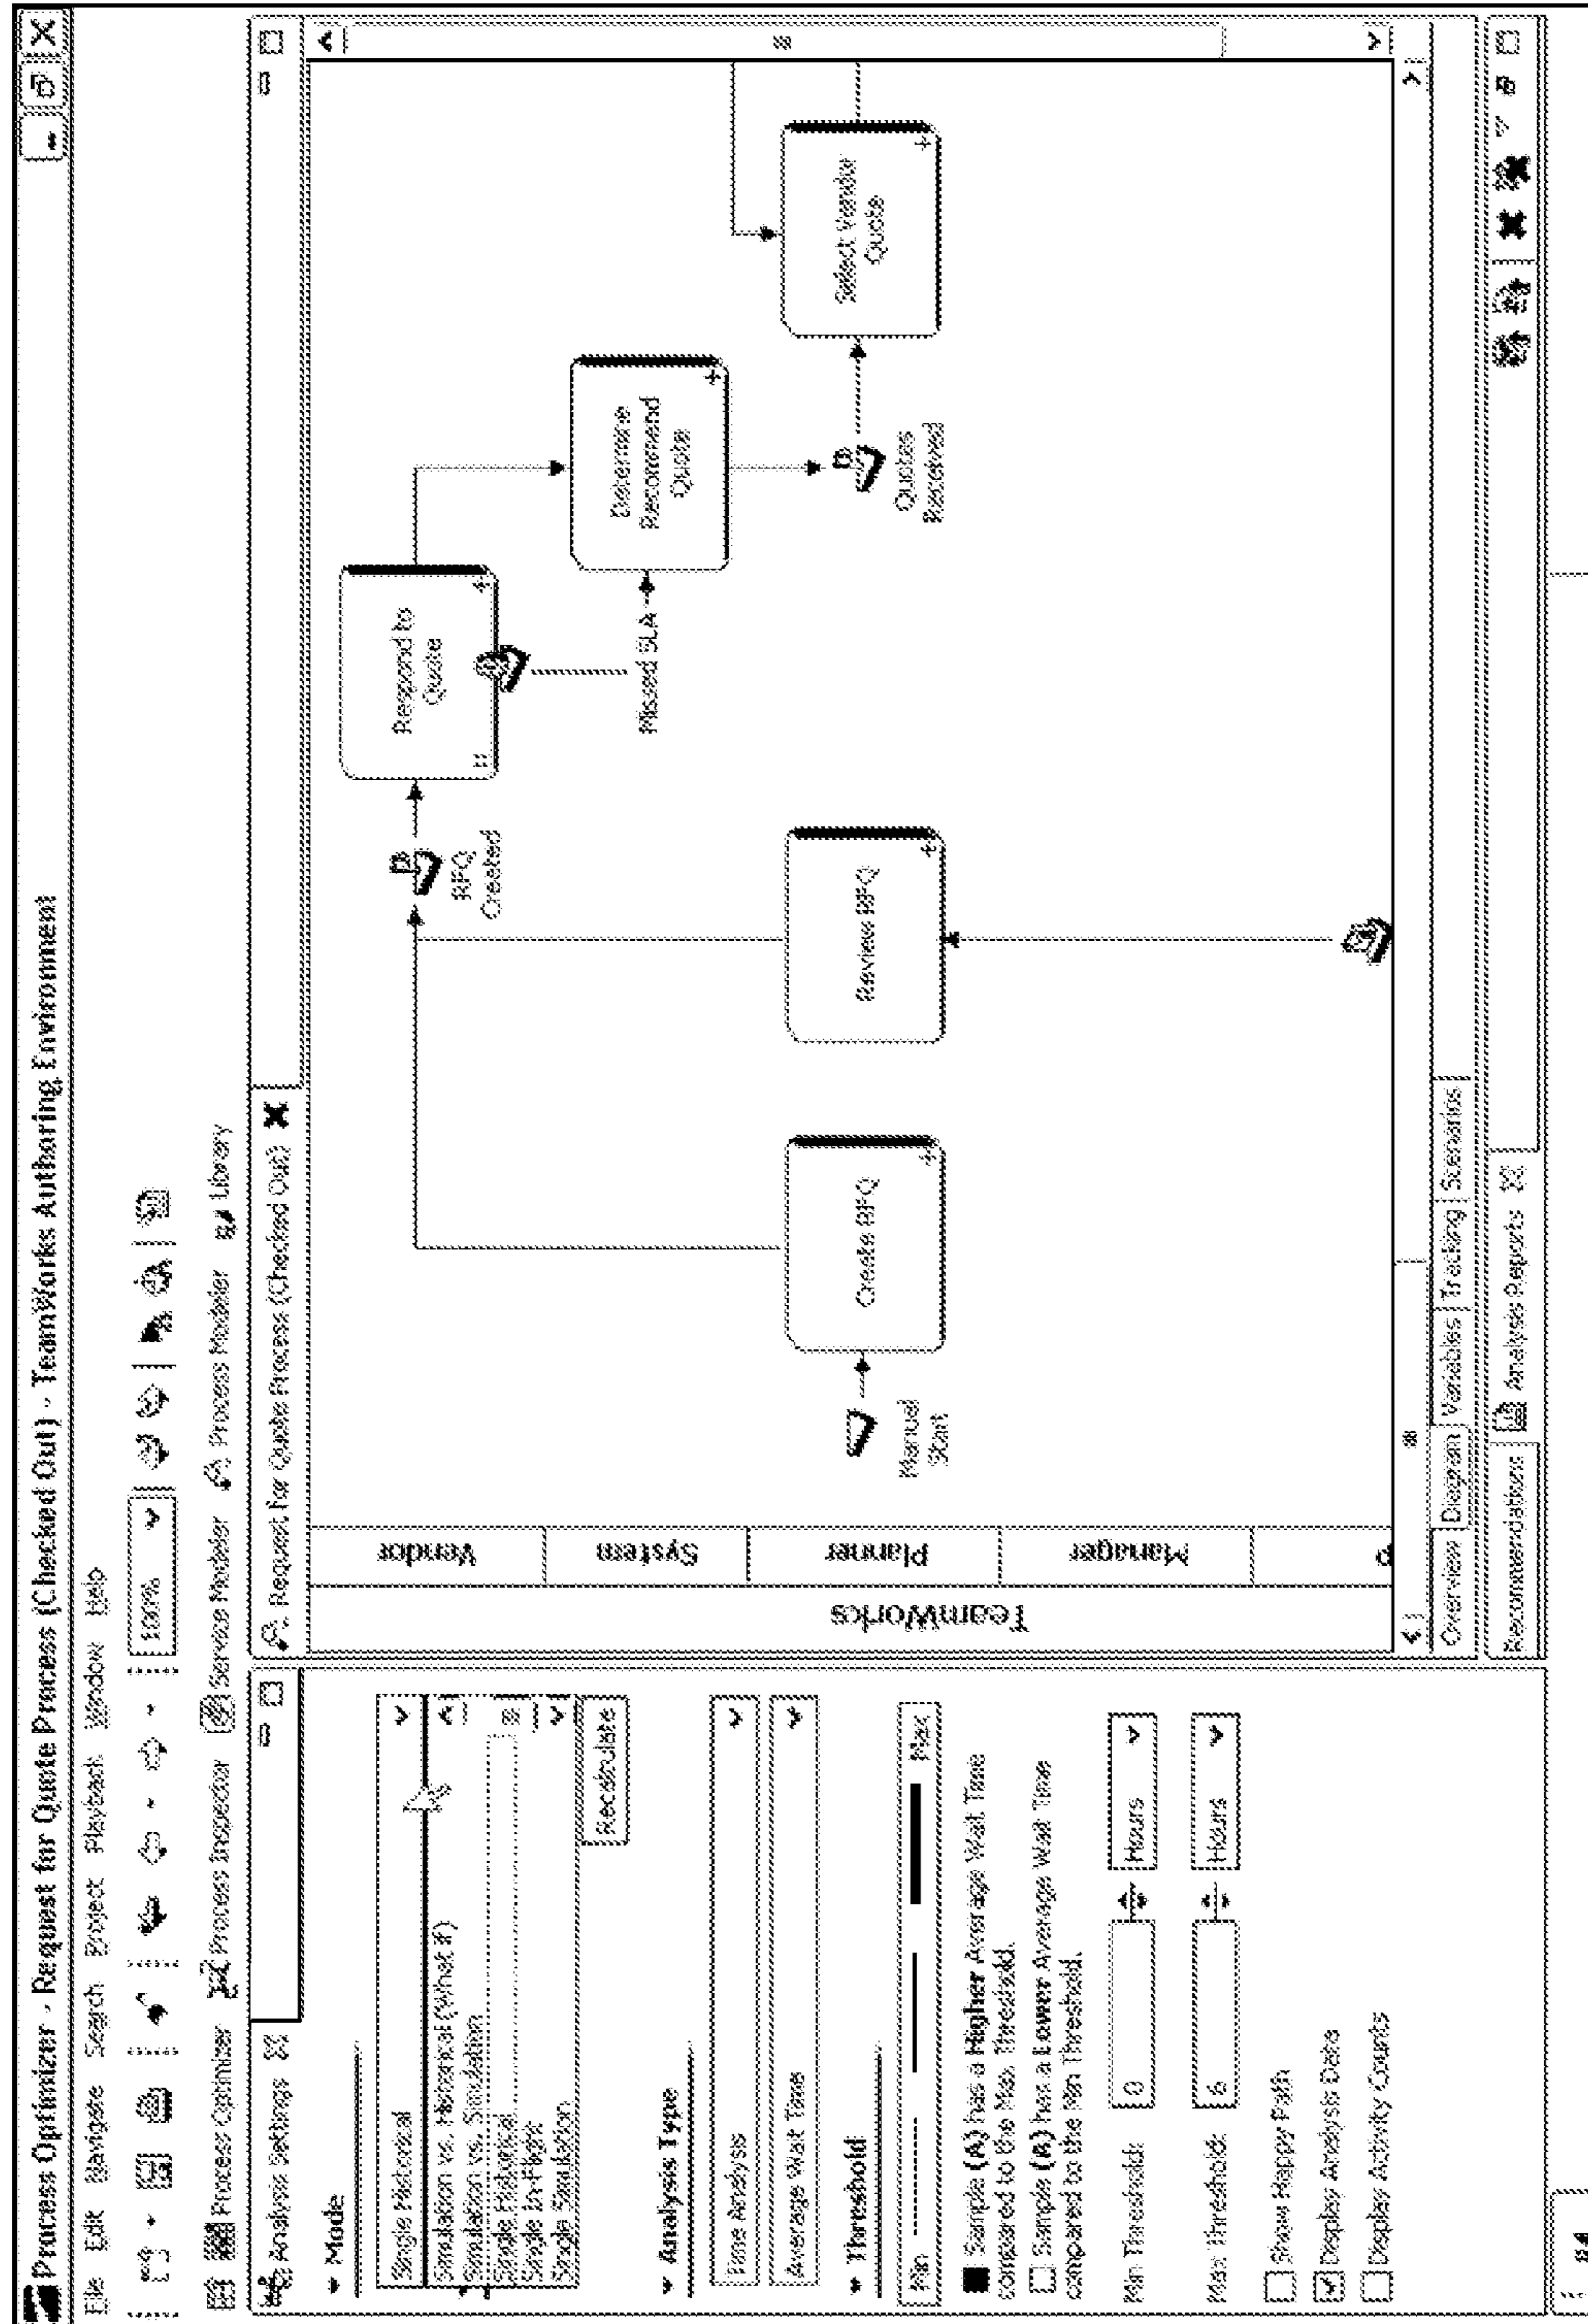 Process Optimizer - Request for Quote Process (Checked Out) - TeamWorks Authoring Environment
File Edit Navigate Search Project Playback Window Help
100%
Process Optimizer Process Inspector Service Modeler Process Modeler Library
Analysis Settings
Mode
Single Historical
Simulation vs. Historical (What if)
Simulation vs. Simulation
Single Historical
Single In-Flight
Single Simulation
Recalculate
Analysis Type
Time Analysis
Average Wait Time
Threshold
Min Max
Sample (A) has a Higher Average Wait Time
compared to the Max Threshold.
Sample (A) has a Lower Average Wait Time
compared to the Min Threshold.
Min Threshold: 0 Hours
Max Threshold: 6 Hours
Show Happy Path
Display Analysis Data
Display Activity Counts
Request for Quote Process (Checked Out)
TeamWorks
Vendor
System
Planner
Manager
P
Manual
Start
Create RFQ
Review RFQ
RFQ
Created
Respond to
Quote
Missed SLA
Determine
Recommend
Quote
Quotes
Received
Select Vendor
Quote
Overview Diagram Variables Tracking Scenarios
Recommendations Analysis Reports